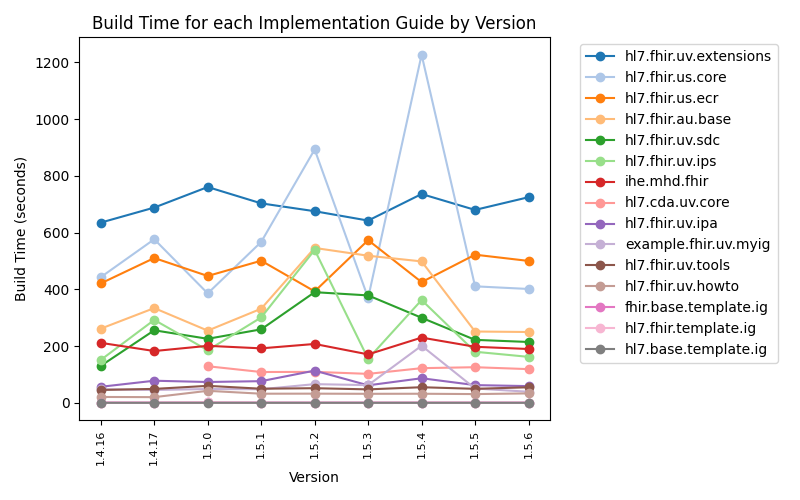 Build Time for each Implementation Guide by Version
Build Time (seconds)
1200
1000
800
600
400
200
0
1.4.16
1.4.17
1.5.0
1.5.1
1.5.2
1.5.3
1.5.4
1.5.5
1.5.6
Version
hl7.fhir.uv.extensions
hl7.fhir.us.core
hl7.fhir.us.ecr
hl7.fhir.au.base
hl7.fhir.uv.sdc
hl7.fhir.uv.ips
ihe.mhd.fhir
hl7.cda.uv.core
hl7.fhir.uv.ipa
example.fhir.uv.myig
hl7.fhir.uv.tools
hl7.fhir.uv.howto
fhir.base.template.ig
hl7.fhir.template.ig
hl7.base.template.ig